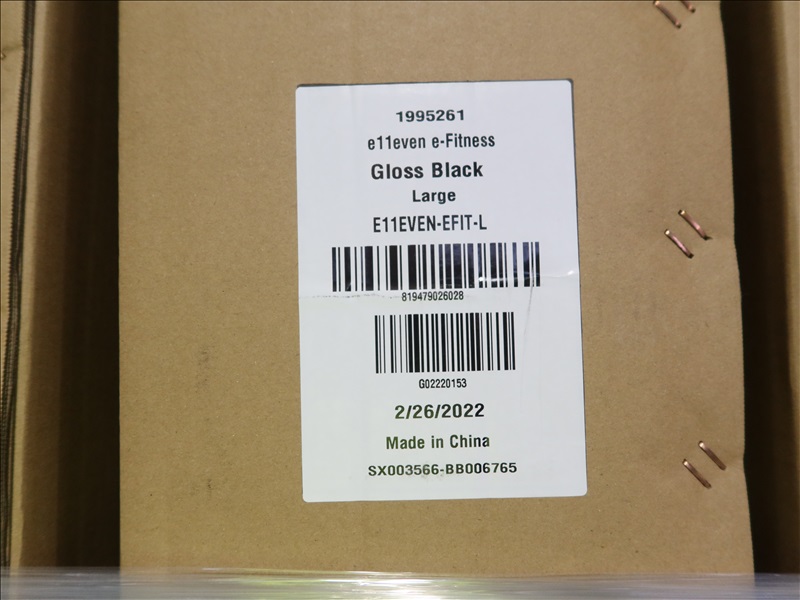 1995261
e11even e-Fitness
Gloss Black
Large
E11EVEN-EFIT-L
819479026028
G02220153
2/26/2022
Made in China
SX003566-BB006765